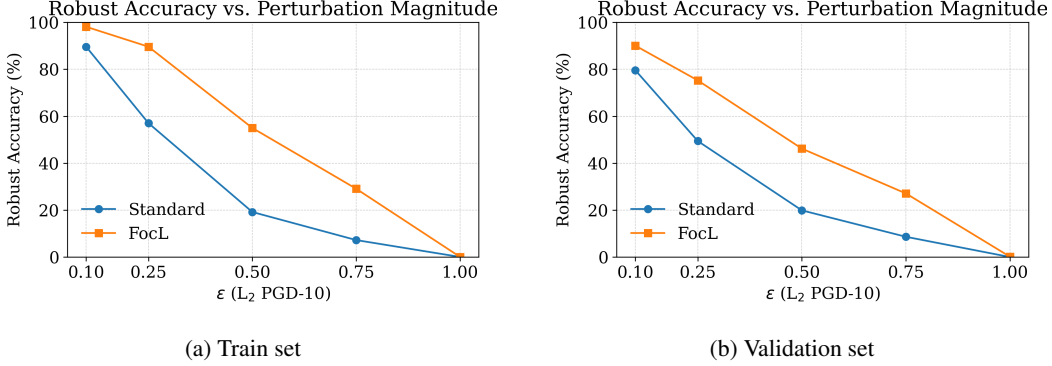 Robust Accuracy vs. Perturbation Magnitude
Robust Accuracy (%)
100
80
60
40
20
0
Standard
FocL
0.10 0.25 0.50 0.75 1.00
ε (L₂ PGD-10)
(a) Train set
Robust Accuracy vs. Perturbation Magnitude
Robust Accuracy (%)
100
80
60
40
20
0
Standard
FocL
0.10 0.25 0.50 0.75 1.00
ε (L₂ PGD-10)
(b) Validation set